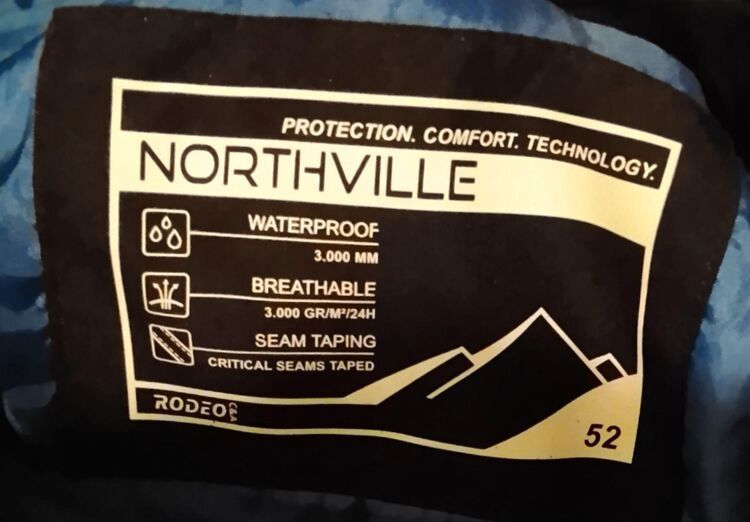 PROTECTION. COMFORT. TECHNOLOGY.
NORTHVILLE
WATERPROOF
3.000 MM
BREATHABLE
3.000 GR/M²/24H
SEAM TAPING
CRITICAL SEAMS TAPED
RODEO C&A
52